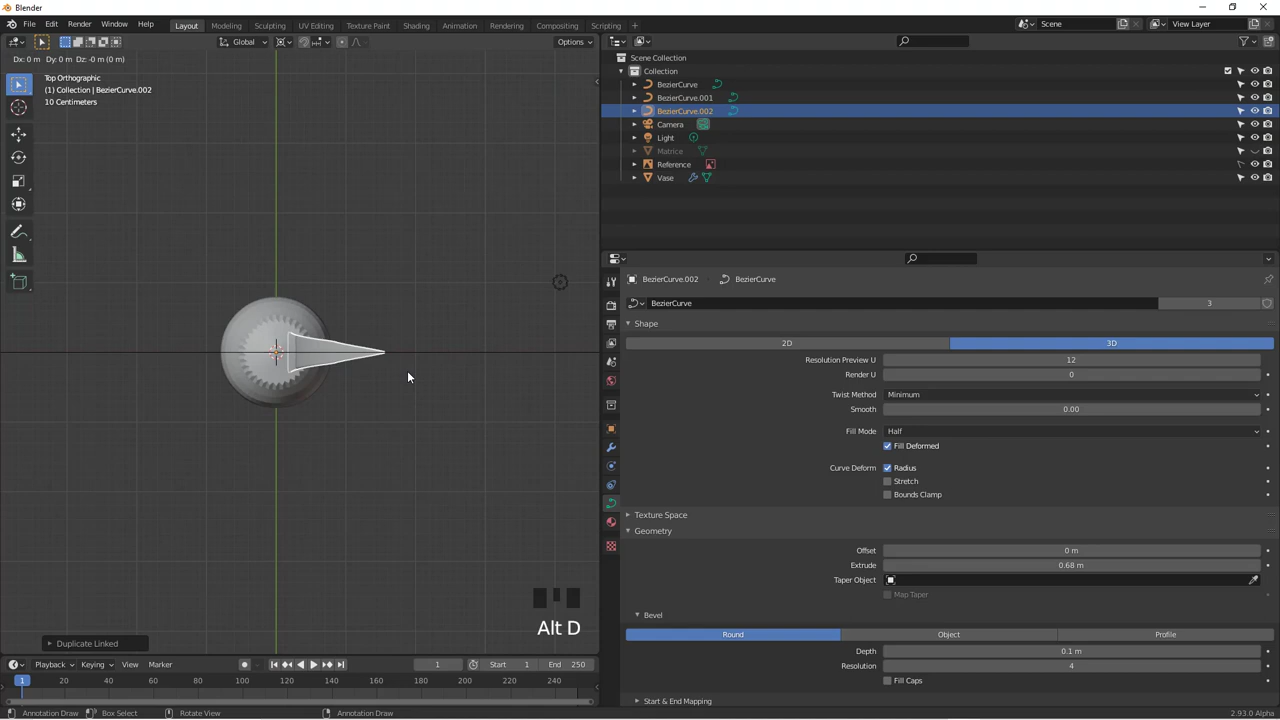 Blender
File Edit Render Window Help Layout Modeling Sculpting UV Editing Texture Paint Shading Animation Rendering Compositing Scripting + Scene View Layer
Global Options
Dx: 0 m Dy: 0 m Dz: -0 m (0 m)
Top Orthographic
(1) Collection | BezierCurve.002
10 Centimeters
Scene Collection
Collection
BezierCurve
BezierCurve.001
BezierCurve.002
Camera
Light
Matrice
Reference
Vase
BezierCurve.002 BezierCurve
BezierCurve 3
Shape
2D 3D
Resolution Preview U 12
Render U 0
Twist Method Minimum
Smooth 0.00
Fill Mode Half
Fill Deformed
Curve Deform Radius
Stretch
Bounds Clamp
Texture Space
Geometry
Offset 0 m
Extrude 0.68 m
Taper Object
Map Taper
Bevel
Round Object Profile
Depth 0.1 m
Resolution 4
Fill Caps
Start & End Mapping
Alt D
Duplicate Linked
Playback Keying View Marker 1 Start 1 End 250
1 20 40 60 80 100 120 140 160 180 200 220 240
Annotation Draw Box Select Rotate View Annotation Draw 2.93.0 Alpha